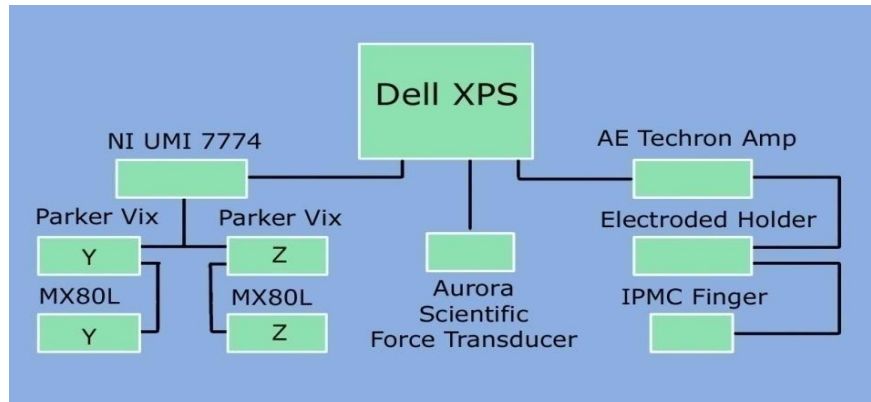 Dell XPS
NI UMI 7774
AE Techron Amp
Parker Vix
Parker Vix
Electroded Holder
Y
Z
MX80L
MX80L
Aurora
Scientific
Force Transducer
IPMC Finger
Y
Z